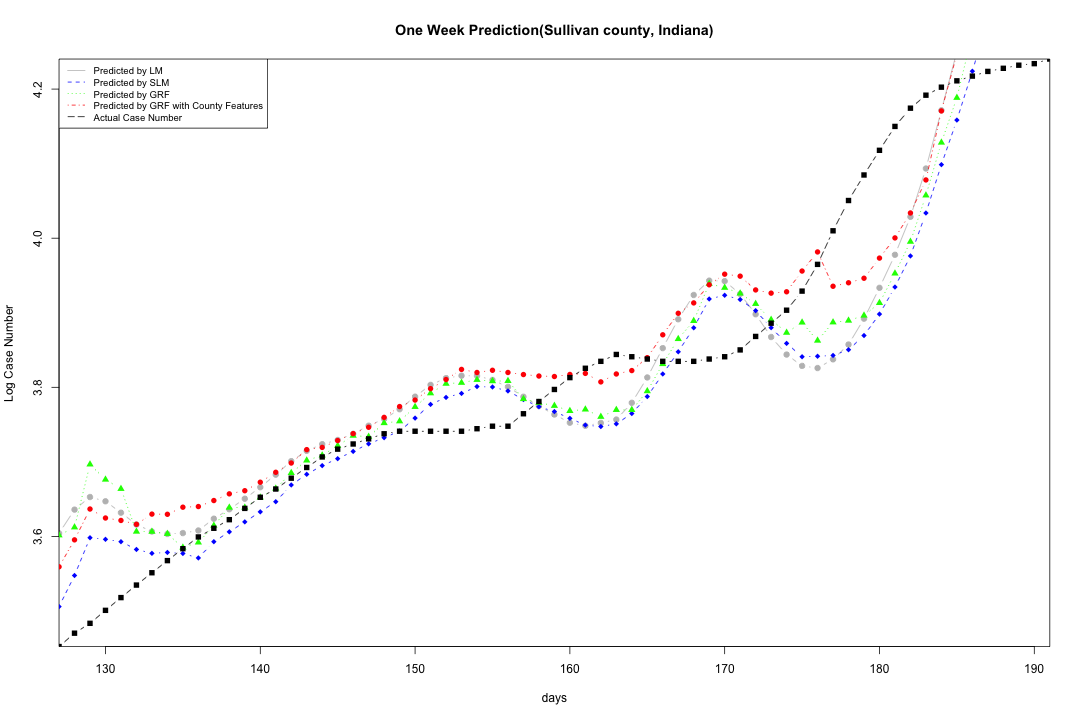 One Week Prediction(Sullivan county, Indiana)
Predicted by LM
Predicted by SLM
Predicted by GRF
Predicted by GRF with County Features
Actual Case Number
4.2
4.0
3.8
3.6
Log Case Number
130 140 150 160 170 180 190
days